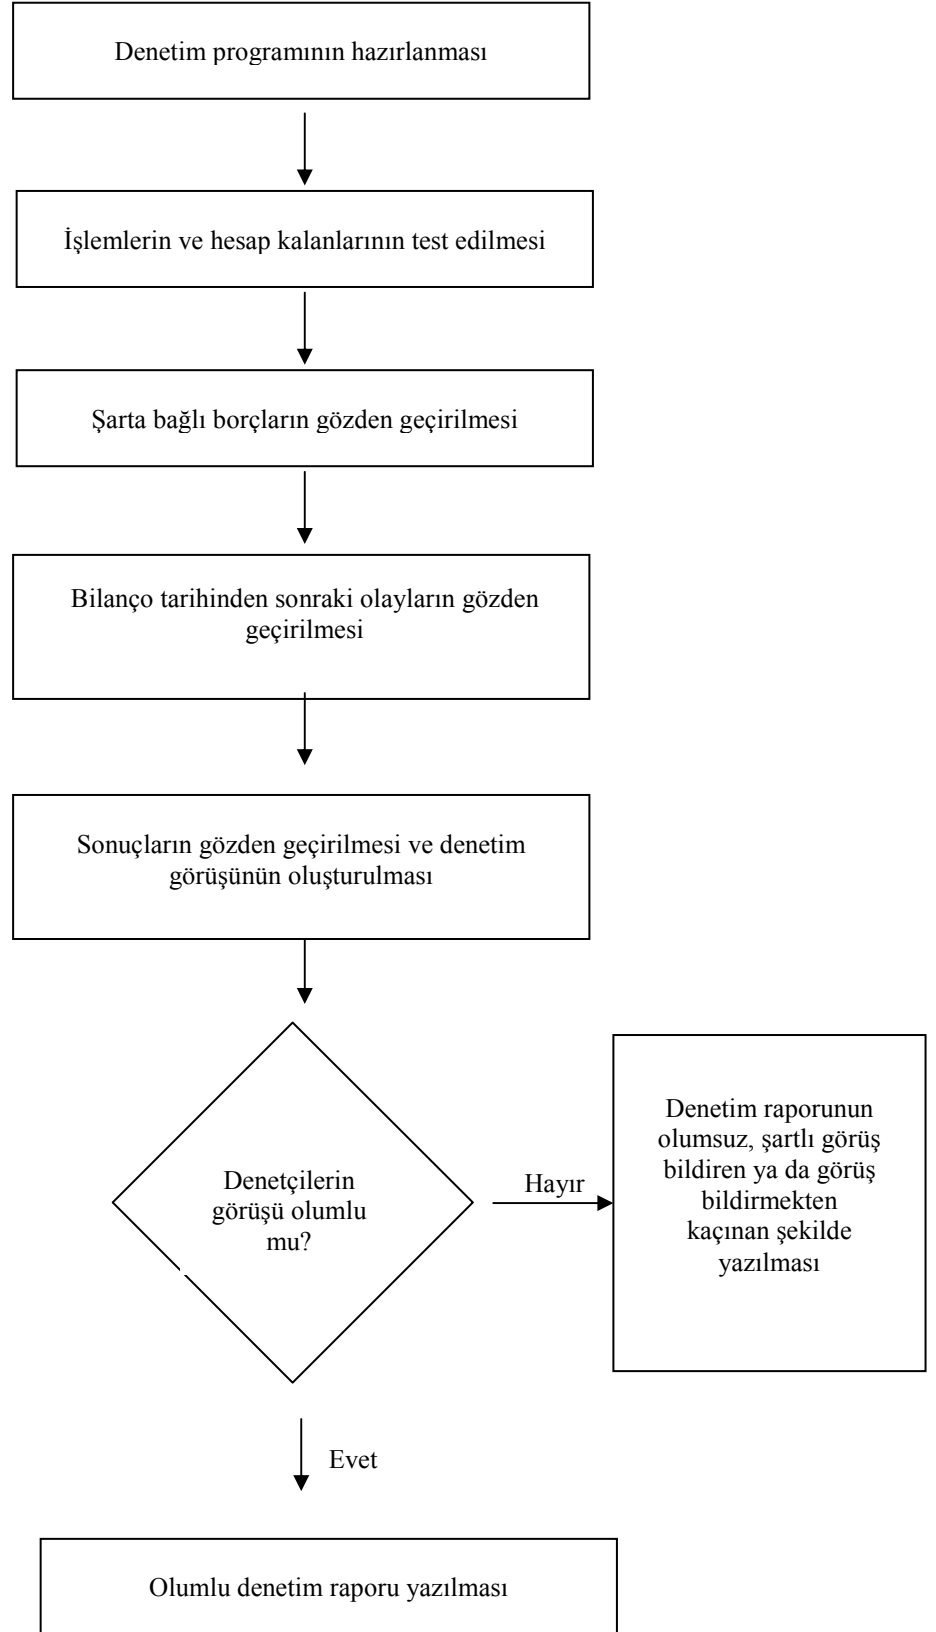 Denetim programının hazırlanması
İşlemlerin ve hesap kalanlarının test edilmesi
Şarta bağlı borçların gözden geçirilmesi
Bilanço tarihinden sonraki olayların gözden
geçirilmesi
Sonuçların gözden geçirilmesi ve denetim
görüşünün oluşturulması
Denetçilerin
görüşü olumlu
mu?
Hayır
Denetim raporunun
olumsuz, şartlı görüş
bildiren ya da görüş
bildirmekten
kaçınan şekilde
yazılması
Evet
Olumlu denetim raporu yazılması